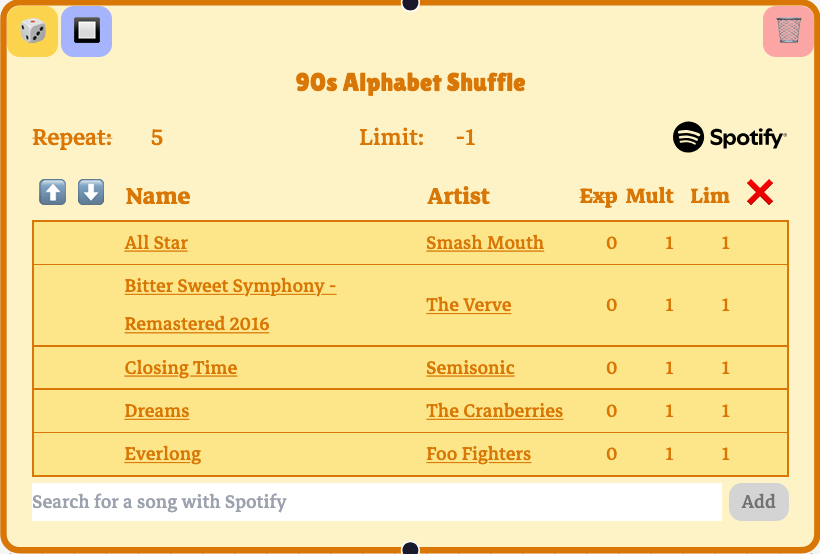 90s Alphabet Shuffle
Repeat: 5 Limit: -1 Spotify
Name Artist Exp Mult Lim
All Star Smash Mouth 0 1 1
Bitter Sweet Symphony -
Remastered 2016 The Verve 0 1 1
Closing Time Semisonic 0 1 1
Dreams The Cranberries 0 1 1
Everlong Foo Fighters 0 1 1
Search for a song with Spotify Add